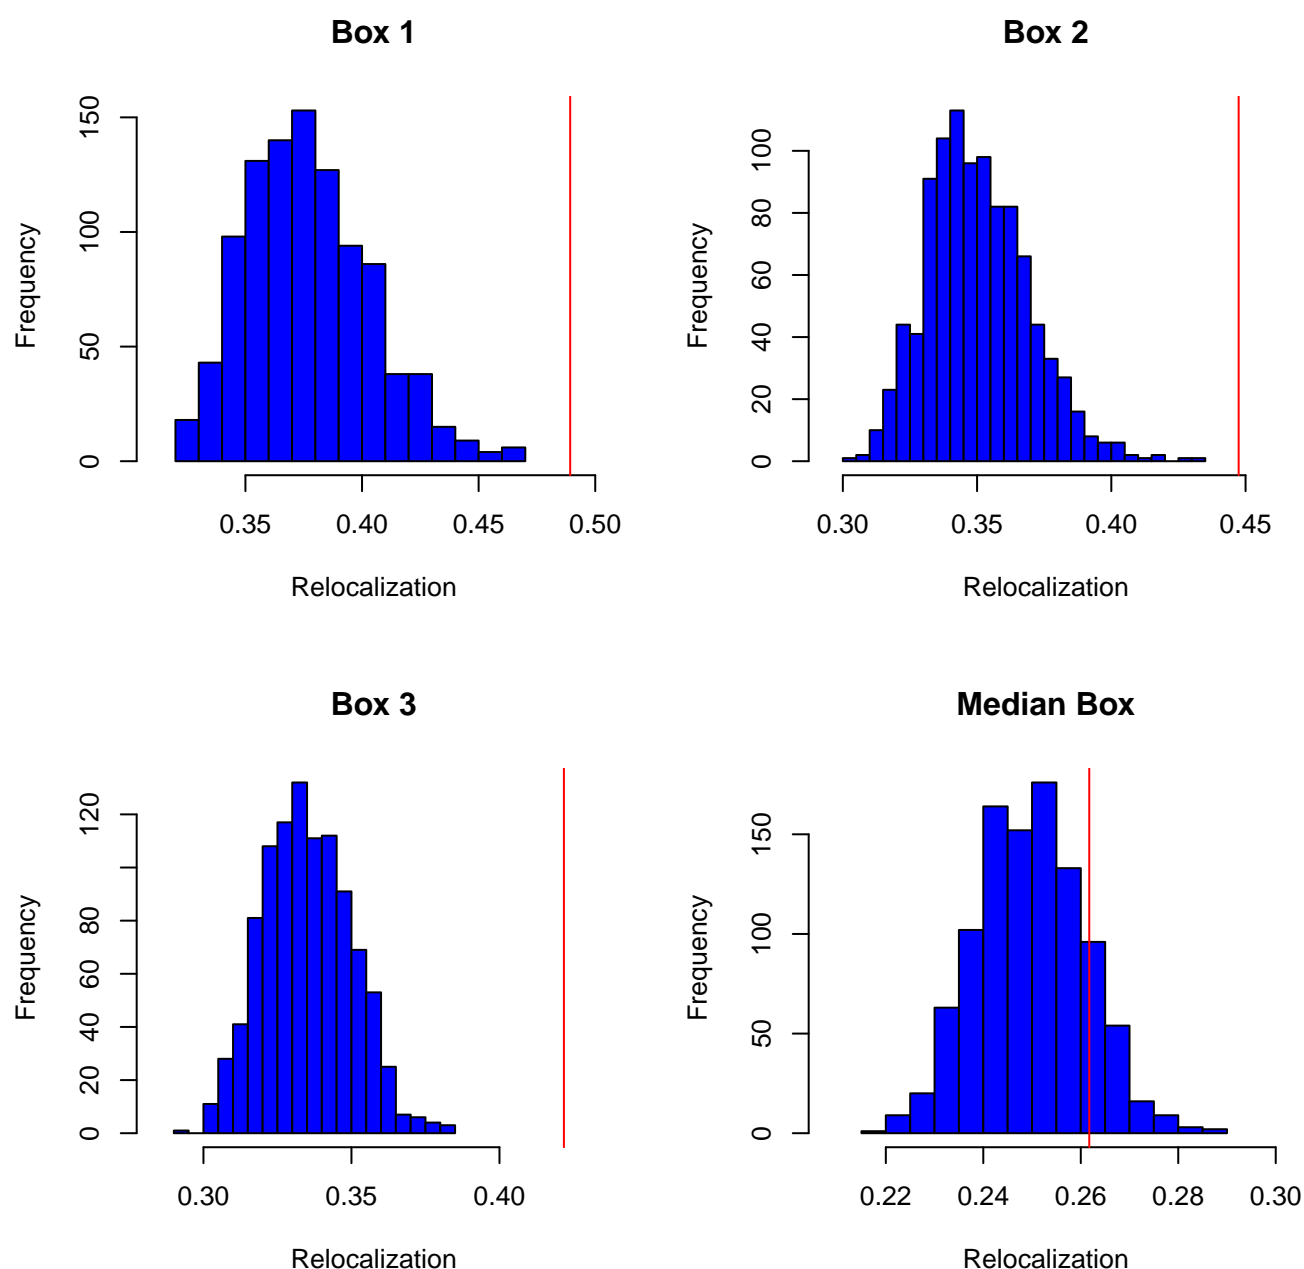 Box 1
Frequency
150
100
50
0
0.35 0.40 0.45 0.50
Relocalization
Box 2
Frequency
100
80
60
40
20
0
0.30 0.35 0.40 0.45
Relocalization
Box 3
Frequency
120
80
60
40
20
0
0.30 0.35 0.40
Relocalization
Median Box
Frequency
150
100
50
0
0.22 0.24 0.26 0.28 0.30
Relocalization